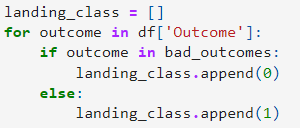 landing_class = []
for outcome in df['Outcome']:
    if outcome in bad_outcomes:
        landing_class.append(0)
    else:
        landing_class.append(1)